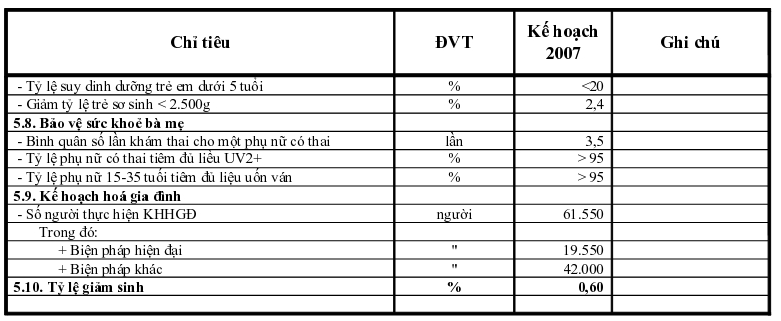 Chỉ tiêu ĐVT Kế hoạch 2007 Ghi chú
- Tỷ lệ suy dinh dưỡng trẻ em dưới 5 tuổi % <20
- Giảm tỷ lệ trẻ sơ sinh < 2.500g % 2,4
5.8. Bảo vệ sức khoẻ bà mẹ
- Bình quân số lần khám thai cho một phụ nữ có thai lần 3,5
- Tỷ lệ phụ nữ có thai tiêm đủ liều UV2+ % > 95
- Tỷ lệ phụ nữ 15-35 tuổi tiêm đủ liệu uốn ván % > 95
5.9. Kế hoạch hoá gia đình
- Số người thực hiện KHHGĐ người 61.550
Trong đó:
+ Biện pháp hiện đại " 19.550
+ Biện pháp khác " 42.000
5.10. Tỷ lệ giảm sinh % 0,60